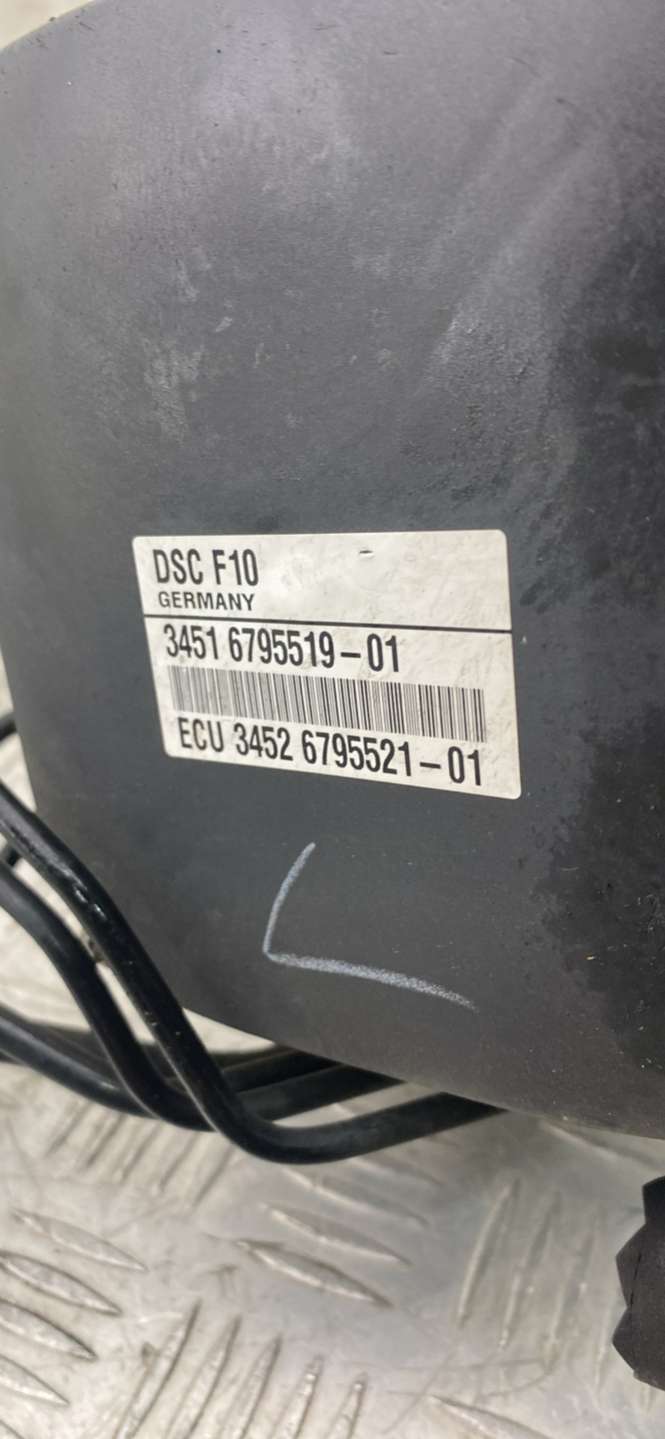 DSC F10
GERMANY
3451 6795519-01
ECU 3452 6795521-01